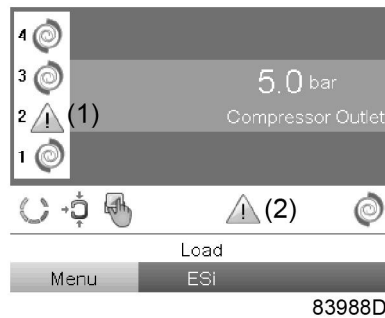 4
3
5.0 bar
2 (1)
Compressor Outlet
1
(2)
Load
Menu ESi
83988D